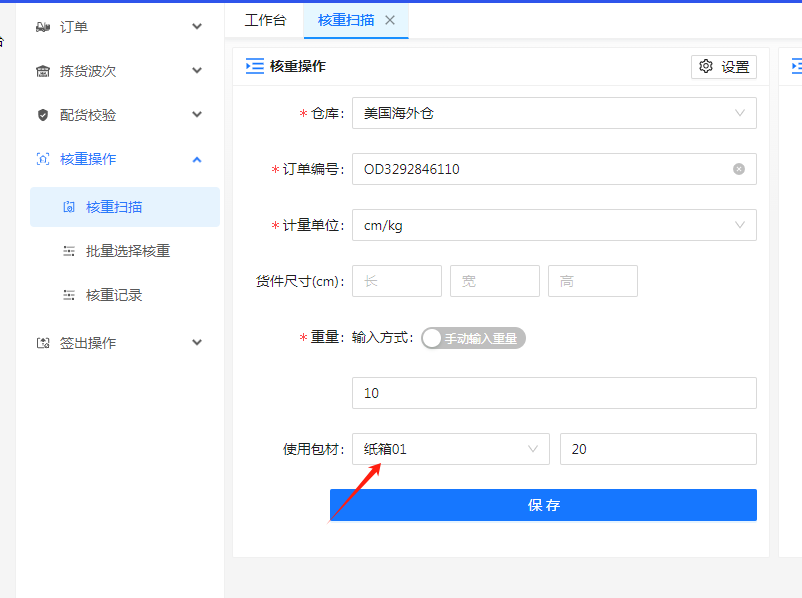 订单
拣货波次
配货校验
核重操作
核重扫描
批量选择核重
核重记录
签出操作
工作台 核重扫描
核重操作 设置
*仓库: 美国海外仓
*订单编号: OD3292846110
*计量单位: cm/kg
货件尺寸(cm): 长 宽 高
*重量: 输入方式: 手动输入重量
10
使用包材: 纸箱01 20
保 存